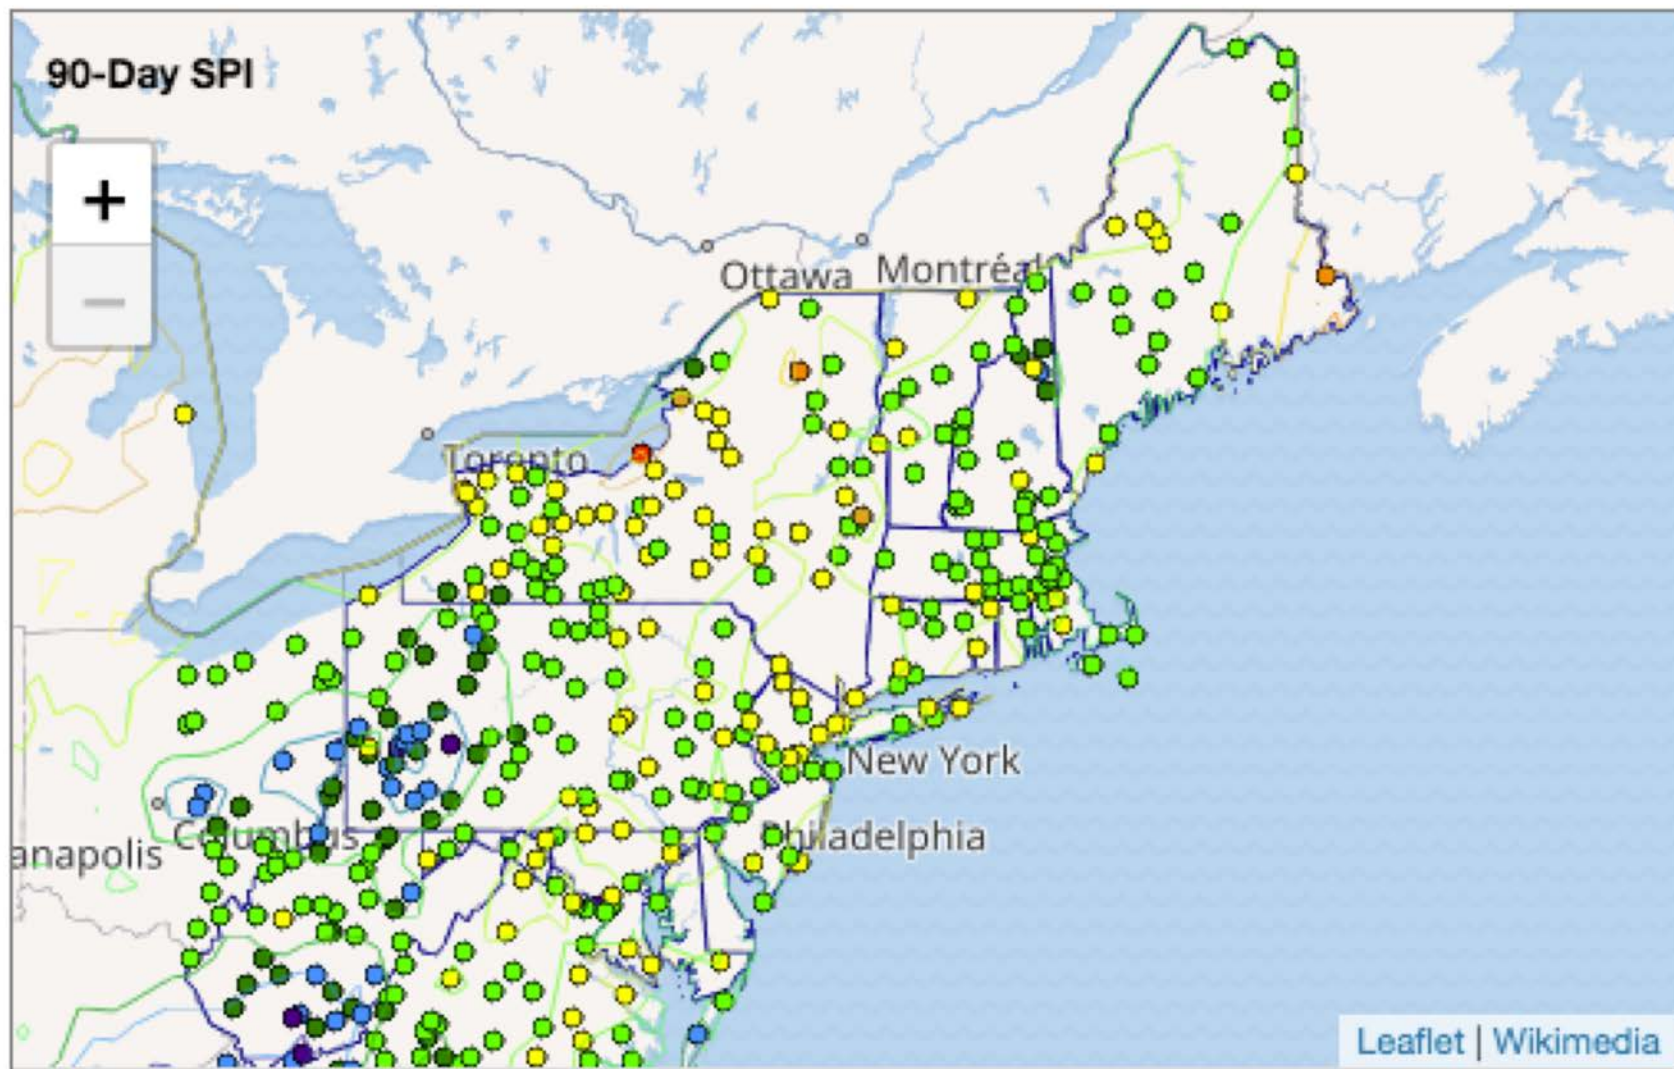 90-Day SPI
+
−
Ottawa
Montréal
Toronto
New York
Columbus
Philadelphia
anapolis
Leaflet | Wikimedia